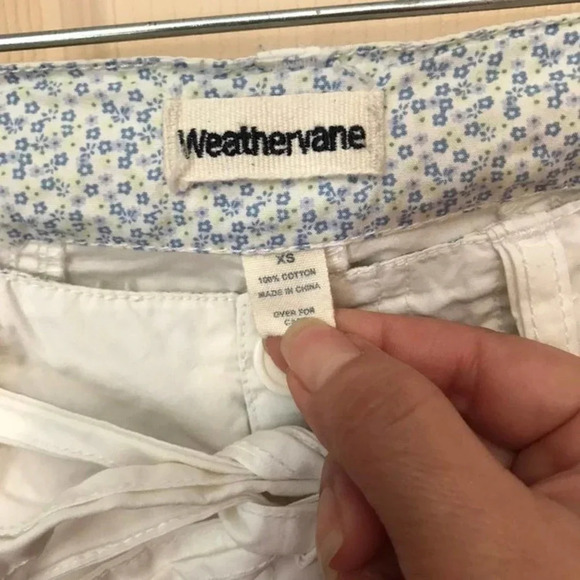 Weathervane
XS
100% COTTON
MADE IN CHINA
OVER FOR